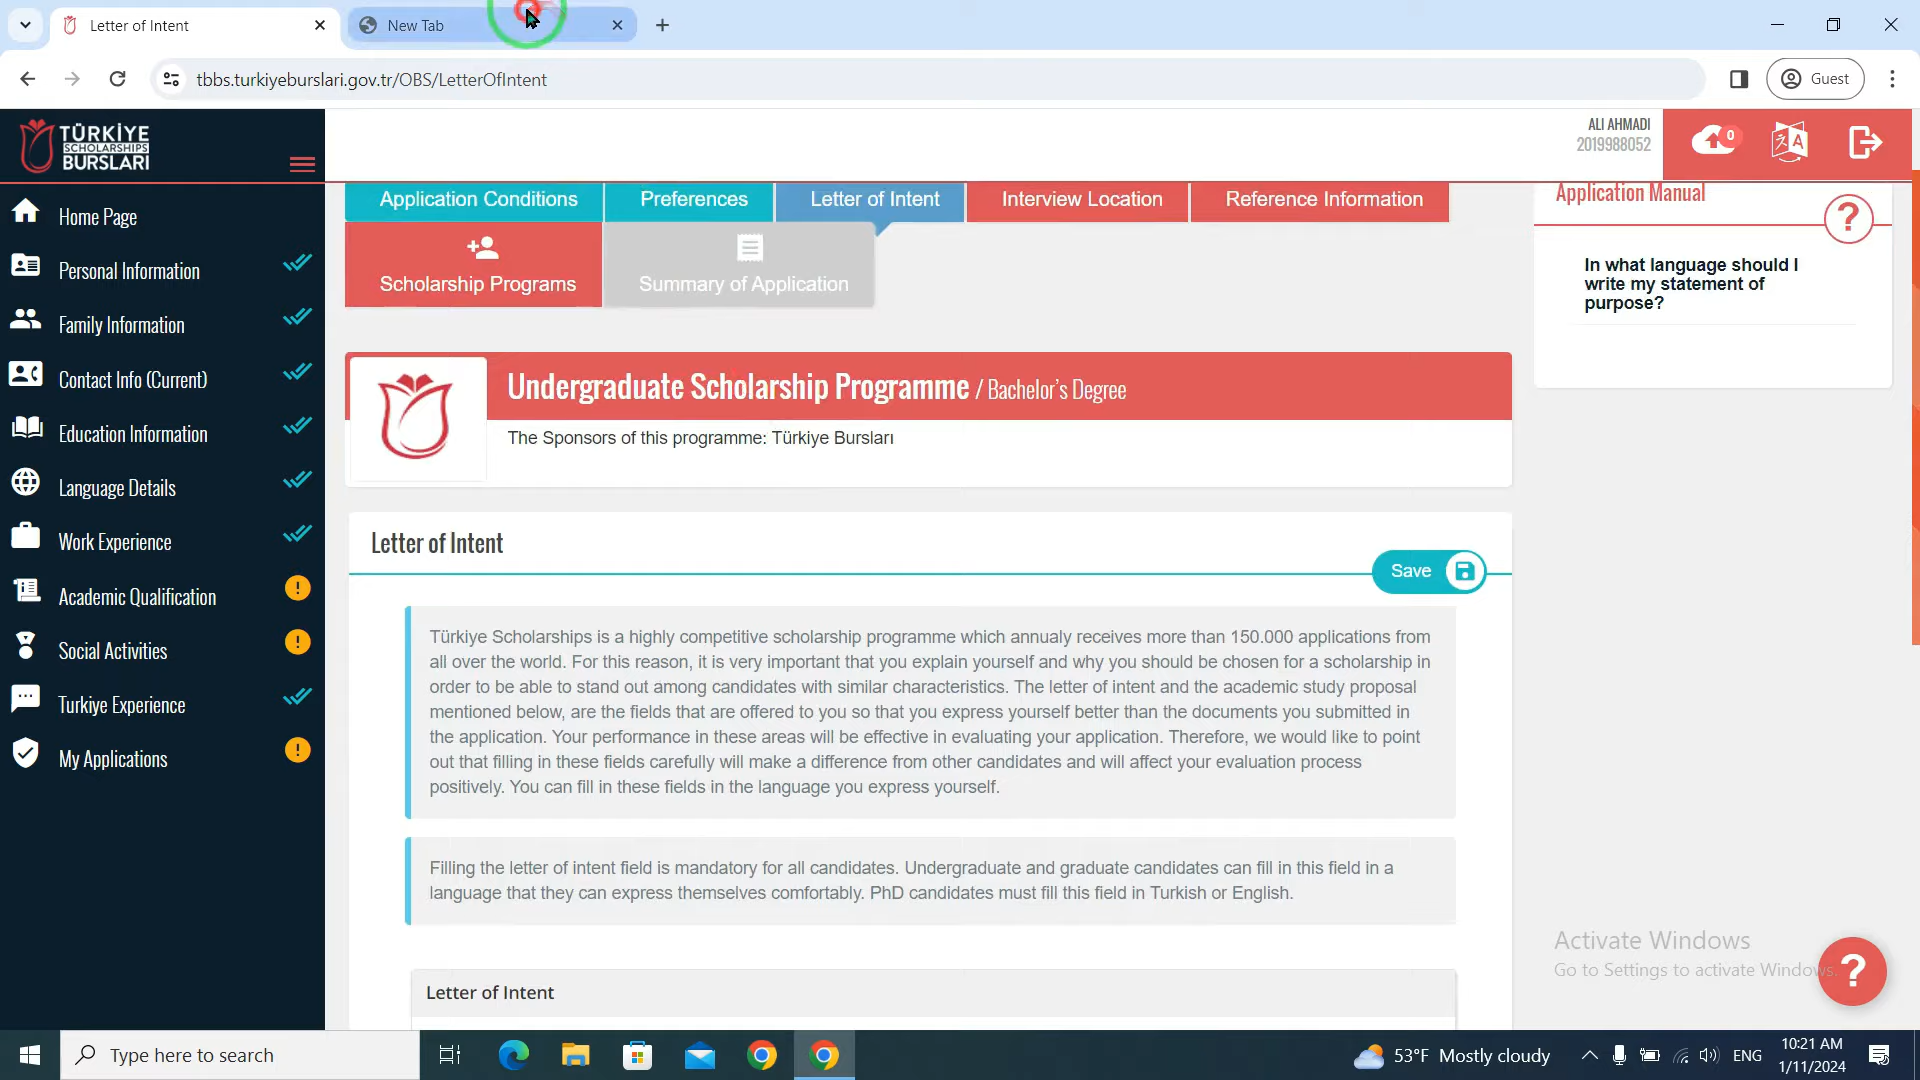 Letter of Intent
New Tab
tbbs.turkiyeburslari.gov.tr/OBS/LetterOfIntent
Guest
TÜRKİYE
SCHOLARSHIPS
BURSLARI
ALI AHMADI
2019988052
0
Home Page
Personal Information
Family Information
Contact Info (Current)
Education Information
Language Details
Work Experience
Academic Qualification
Social Activities
Turkiye Experience
My Applications
Application Conditions
Preferences
Letter of Intent
Interview Location
Reference Information
Scholarship Programs
Summary of Application
Application Manual
In what language should I
write my statement of
purpose?
Undergraduate Scholarship Programme / Bachelor's Degree
The Sponsors of this programme: Türkiye Bursları
Letter of Intent
Save
Türkiye Scholarships is a highly competitive scholarship programme which annualy receives more than 150.000 applications from
all over the world. For this reason, it is very important that you explain yourself and why you should be chosen for a scholarship in
order to be able to stand out among candidates with similar characteristics. The letter of intent and the academic study proposal
mentioned below, are the fields that are offered to you so that you express yourself better than the documents you submitted in
the application. Your performance in these areas will be effective in evaluating your application. Therefore, we would like to point
out that filling in these fields carefully will make a difference from other candidates and will affect your evaluation process
positively. You can fill in these fields in the language you express yourself.
Filling the letter of intent field is mandatory for all candidates. Undergraduate and graduate candidates can fill in this field in a
language that they can express themselves comfortably. PhD candidates must fill this field in Turkish or English.
Letter of Intent
Activate Windows
Go to Settings to activate Windows.
Type here to search
53°F Mostly cloudy
ENG
10:21 AM
1/11/2024